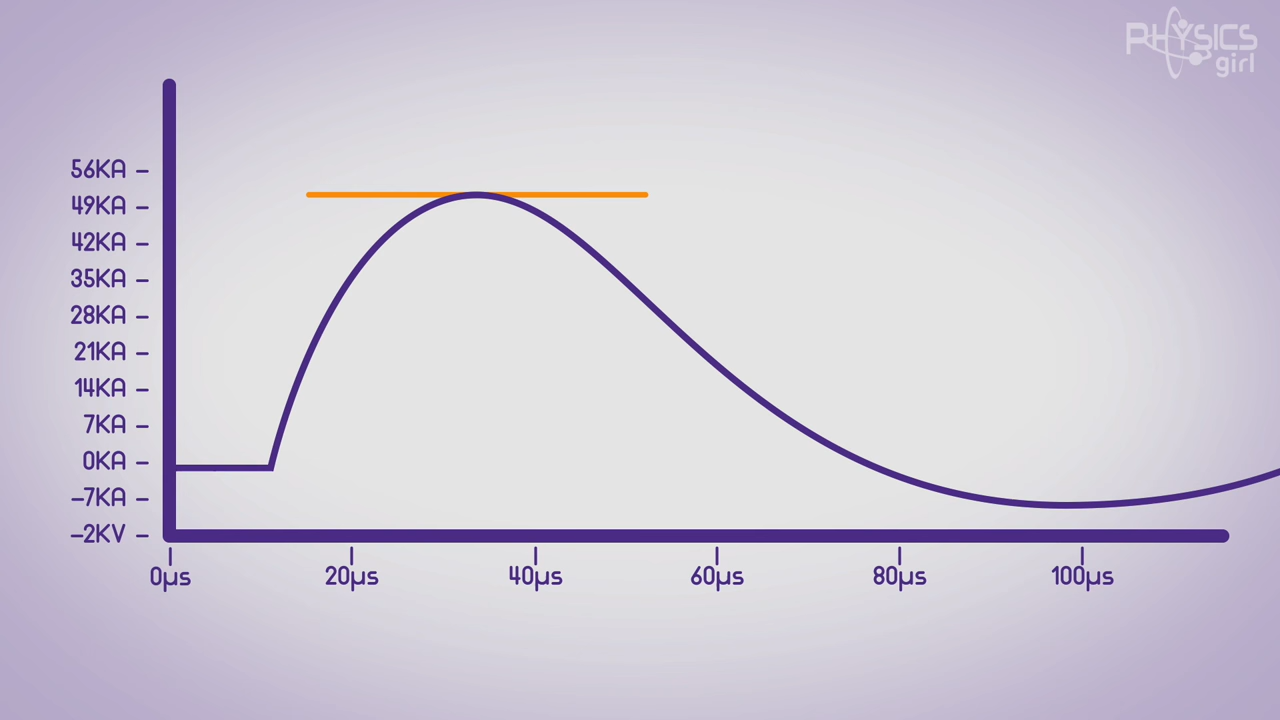 PHYSICS
girl
56KA –
49KA –
42KA –
35KA –
28KA –
21KA –
14KA –
7KA –
0KA –
–7KA –
–2KV –
0µs 20µs 40µs 60µs 80µs 100µs